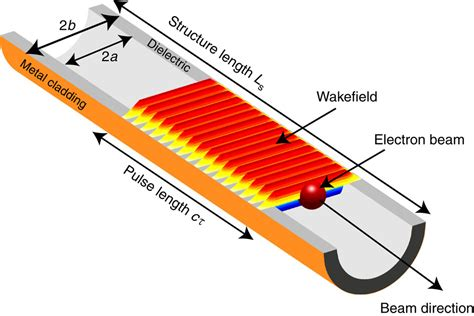 2b
2a
Dielectric
Metal cladding
Structure length Ls
Wakefield
Electron beam
Pulse length cτ
Beam direction